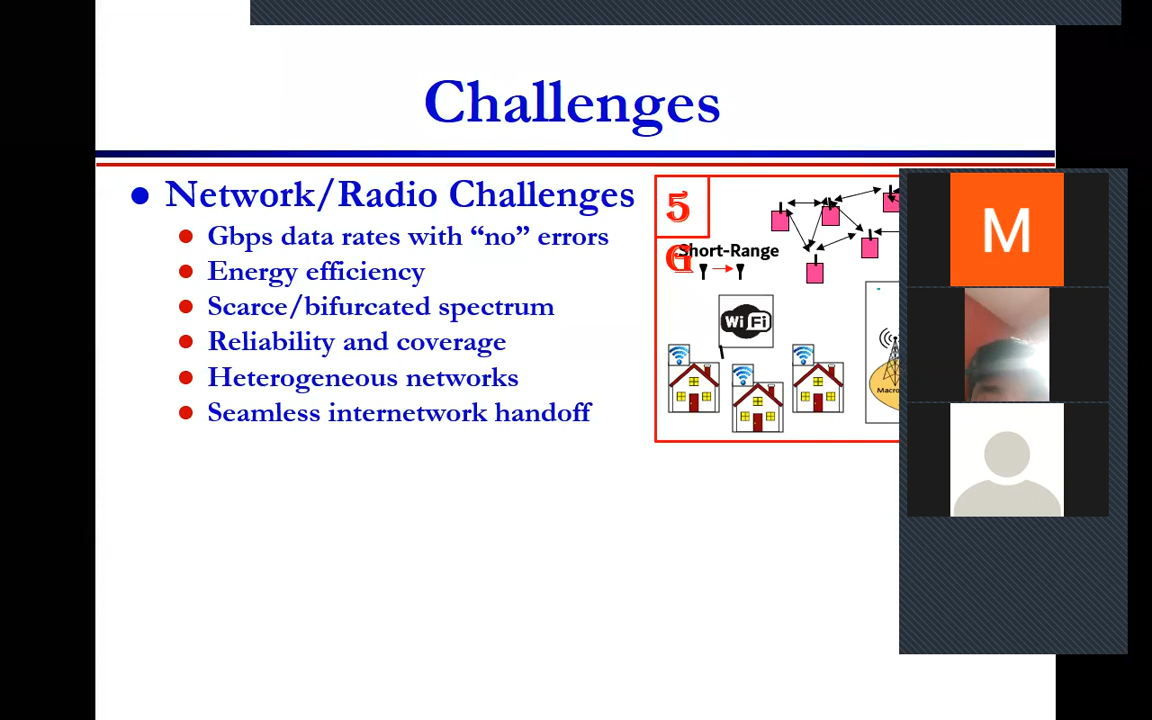 Challenges
Network/Radio Challenges
Gbps data rates with “no” errors
Energy efficiency
Scarce/bifurcated spectrum
Reliability and coverage
Heterogeneous networks
Seamless internetwork handoff
5
G
Short-Range
Wi Fi
Macro
M